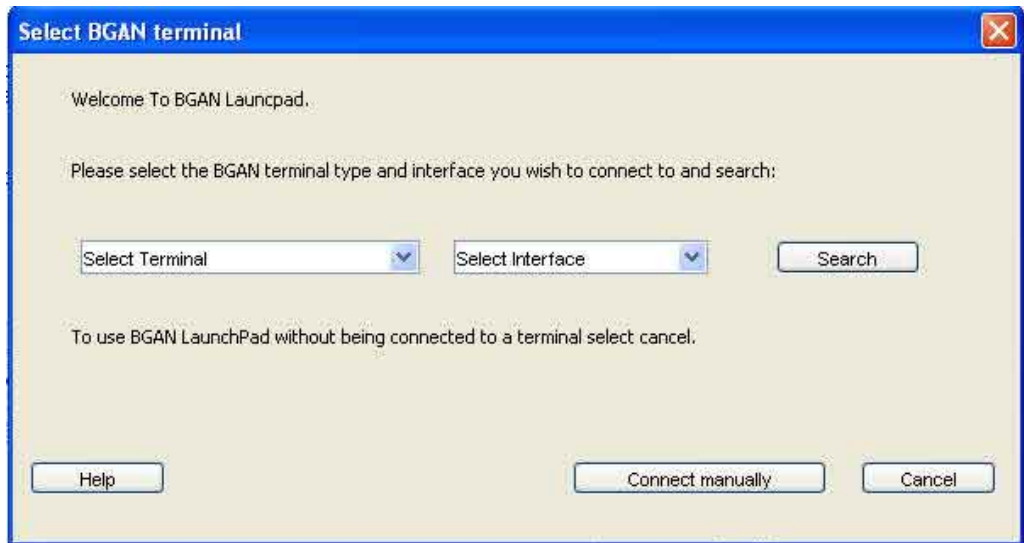 Select BGAN terminal
Welcome To BGAN Launcpad.
Please select the BGAN terminal type and interface you wish to connect to and search:
Select Terminal
Select Interface
Search
To use BGAN LaunchPad without being connected to a terminal select cancel.
Help
Connect manually
Cancel